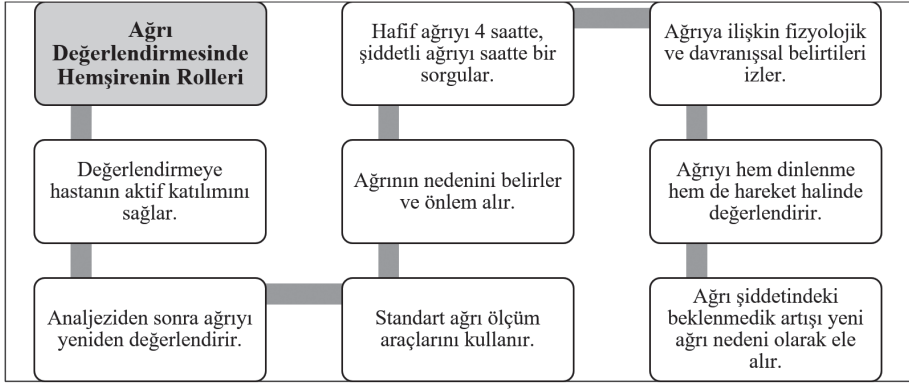 Ağrı
Değerlendirmesinde
Hemşirenin Rolleri
Değerlendirmeye
hastanın aktif katılımını
sağlar.
Analjeziden sonra ağrıyı
yeniden değerlendirir.
Standart ağrı ölçüm
araçlarını kullanır.
Ağrının nedenini belirler
ve önlem alır.
Hafif ağrıyı 4 saatte,
şiddetli ağrıyı saatte bir
sorgular.
Ağrıya ilişkin fizyolojik
ve davranışsal belirtileri
izler.
Ağrıyı hem dinlenme
hem de hareket halinde
değerlendirir.
Ağrı şiddetindeki
beklenmedik artışı yeni
ağrı nedeni olarak ele
alır.